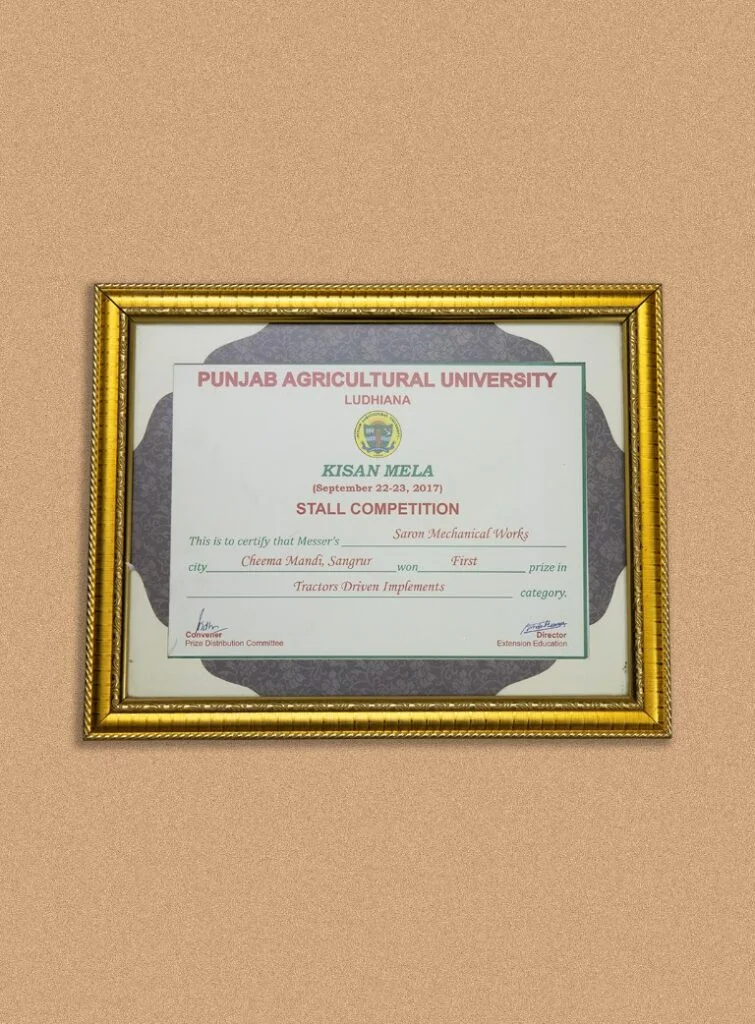 PUNJAB AGRICULTURAL UNIVERSITY
LUDHIANA
KISAN MELA
(September 22-23, 2017)
STALL COMPETITION
This is to certify that Messer's Saron Mechanical Works
city Cheema Mandi, Sangrur won First prize in
Tractors Driven Implements category.
Convener
Prize Distribution Committee
Director
Extension Education